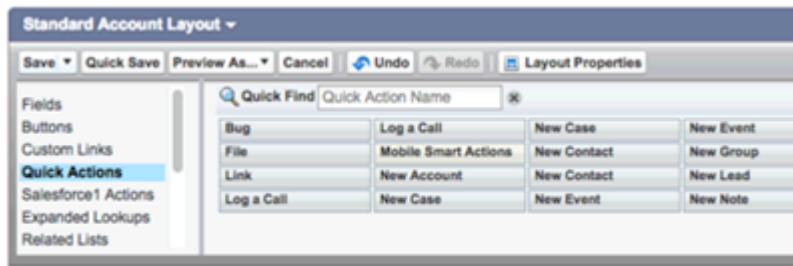 Standard Account Layout
Save Quick Save Preview As... Cancel Undo Redo Layout Properties
Fields
Buttons
Custom Links
Quick Actions
Salesforce1 Actions
Expanded Lookups
Related Lists
Quick Find Quick Action Name
Bug Log a Call New Case New Event
File Mobile Smart Actions New Contact New Group
Link New Account New Contact New Lead
Log a Call New Case New Event New Note